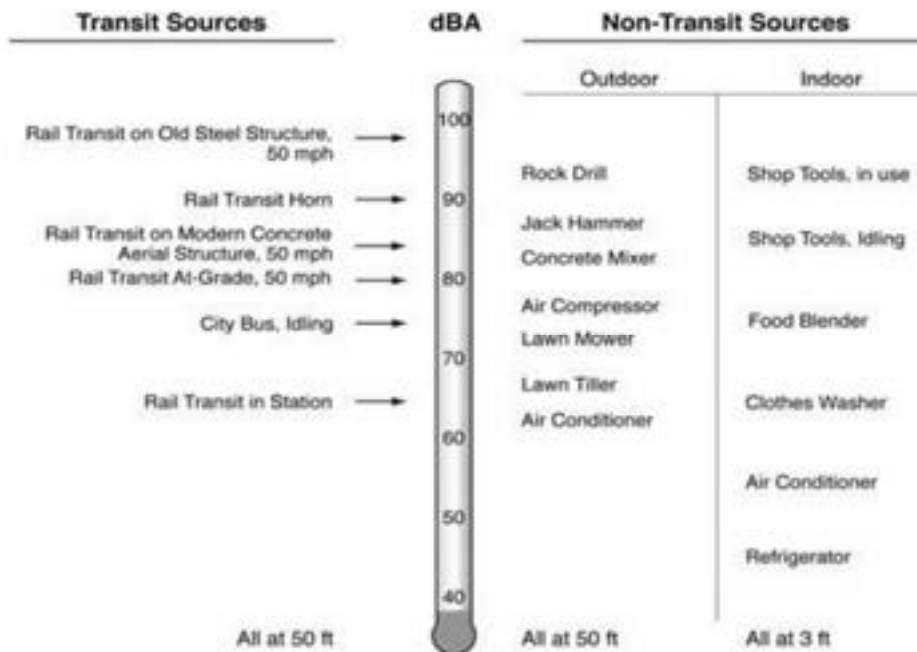 Transit Sources
dBA
Non-Transit Sources
Outdoor
Indoor
Rail Transit on Old Steel Structure,
50 mph
Rail Transit Horn
Rail Transit on Modern Concrete
Aerial Structure, 50 mph
Rail Transit At-Grade, 50 mph
City Bus, Idling
Rail Transit in Station
All at 50 ft
100
90
80
70
60
50
40
Rock Drill
Jack Hammer
Concrete Mixer
Air Compressor
Lawn Mower
Lawn Tiller
Air Conditioner
All at 50 ft
Shop Tools, in use
Shop Tools, Idling
Food Blender
Clothes Washer
Air Conditioner
Refrigerator
All at 3 ft